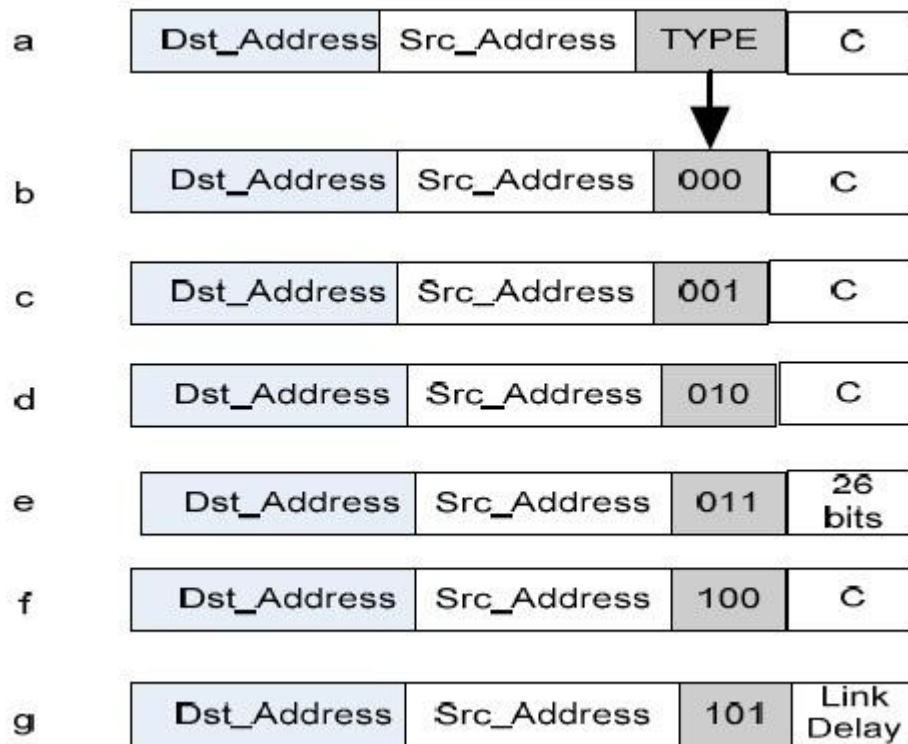 a Dst_Address Src_Address TYPE C
b Dst_Address Src_Address 000 C
c Dst_Address Src_Address 001 C
d Dst_Address Src_Address 010 C
e Dst_Address Src_Address 011 26 bits
f Dst_Address Src_Address 100 C
g Dst_Address Src_Address 101 Link Delay